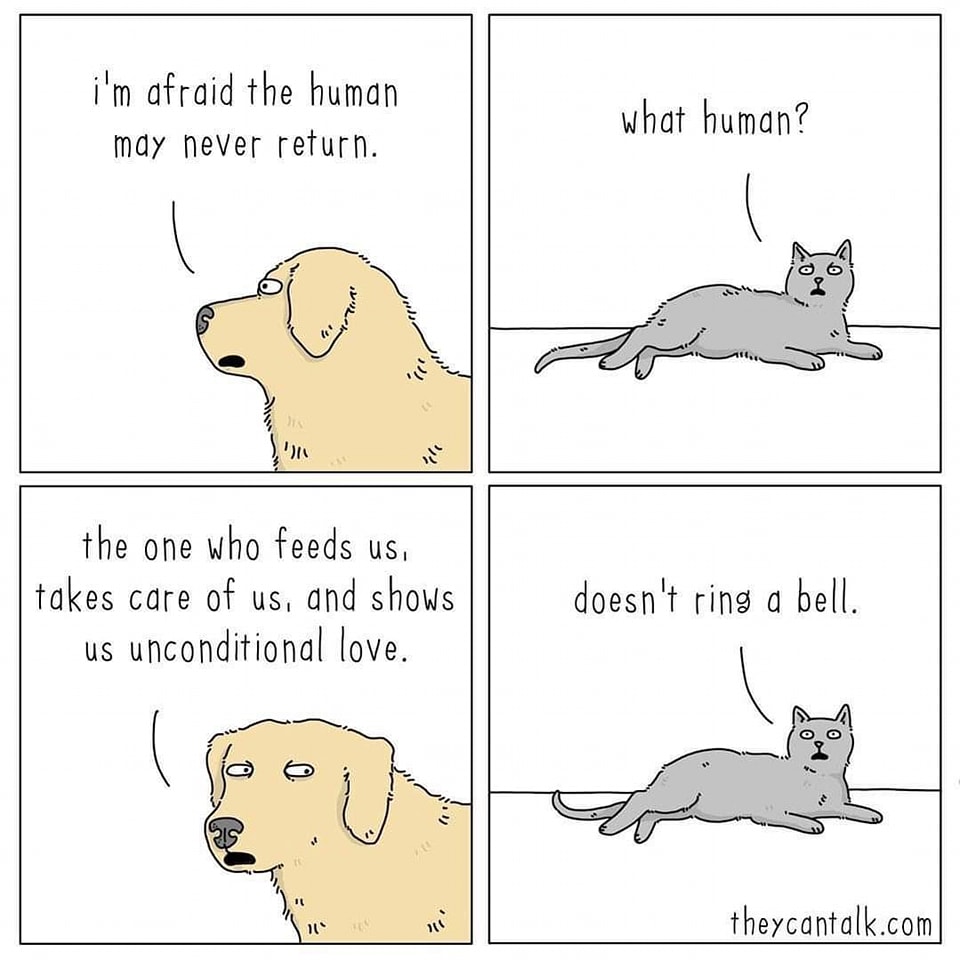 i'm afraid the human
may never return.
what human?
the one who feeds us,
takes care of us, and shows
us unconditional love.
doesn't ring a bell.
theycantalk.com